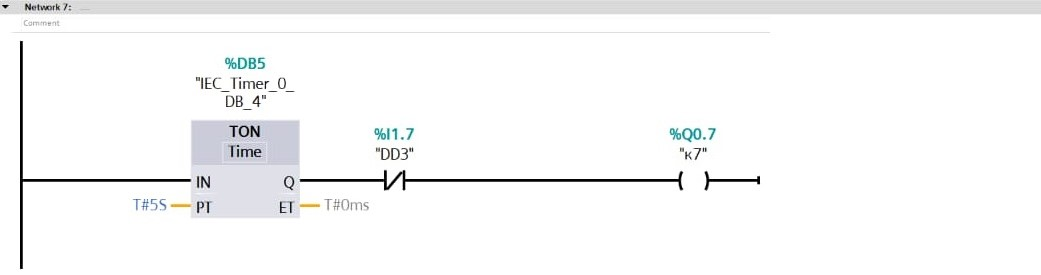 Network 7: ....
Comment
%DB5
"IEC_Timer_0_
DB_4"
TON
Time
%I1.7
"DD3"
%Q0.7
"к7"
IN
Q
T#5S
PT
ET
T#0ms